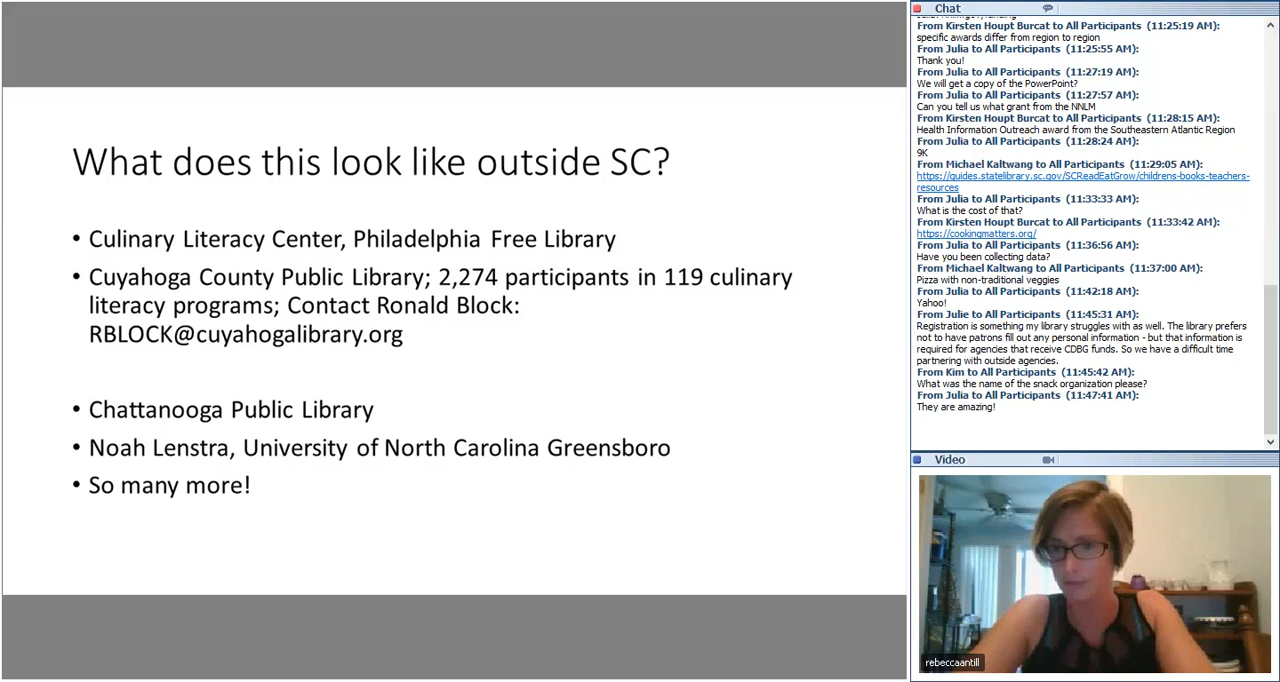 What does this look like outside SC?
• Culinary Literacy Center, Philadelphia Free Library
• Cuyahoga County Public Library; 2,274 participants in 119 culinary
literacy programs; Contact Ronald Block:
RBLOCK@cuyahogalibrary.org
• Chattanooga Public Library
• Noah Lenstra, University of North Carolina Greensboro
• So many more!
Chat
From Kirsten Houpt Burcat to All Participants (11:25:19 AM):
specific awards differ from region to region
From Julia to All Participants (11:25:55 AM):
Thank you!
From Julia to All Participants (11:27:19 AM):
We will get a copy of the PowerPoint?
From Julia to All Participants (11:27:57 AM):
Can you tell us what grant from the NNLM
From Kirsten Houpt Burcat to All Participants (11:28:15 AM):
Health Information Outreach award from the Southeastern Atlantic Region
From Julia to All Participants (11:28:24 AM):
9K
From Michael Kaltwang to All Participants (11:29:05 AM):
https://guides.statelibrary.sc.gov/SCReadEatGrow/childrens-books-teachers-
resources
From Julia to All Participants (11:33:33 AM):
What is the cost of that?
From Kirsten Houpt Burcat to All Participants (11:33:42 AM):
https://cookingmatters.org/
From Julia to All Participants (11:36:56 AM):
Have you been collecting data?
From Michael Kaltwang to All Participants (11:37:00 AM):
Pizza with non-traditional veggies
From Julia to All Participants (11:42:18 AM):
Yahoo!
From Julie to All Participants (11:45:31 AM):
Registration is something my library struggles with as well. The library prefers
not to have patrons fill out any personal information - but that information is
required for agencies that receive CDBG funds. So we have a difficult time
partnering with outside agencies.
From Kim to All Participants (11:45:42 AM):
What was the name of the snack organization please?
From Julia to All Participants (11:47:41 AM):
They are amazing!
Video
rebeccaantill